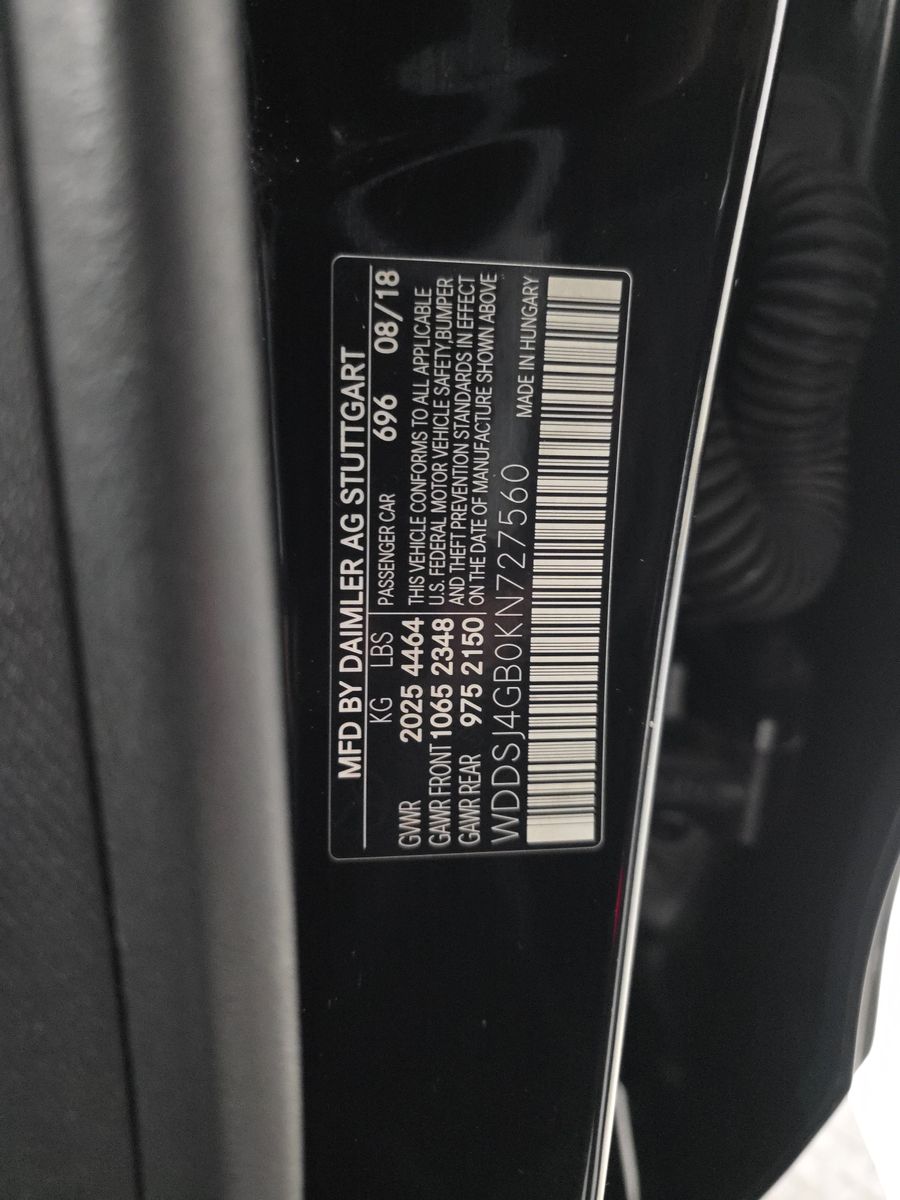 MFD BY DAIMLER AG STUTTGART
KG LBS PASSENGER CAR 696 08/18
GVWR 2025 4464 THIS VEHICLE CONFORMS TO ALL APPLICABLE
GAWR FRONT 1065 2348 U.S. FEDERAL MOTOR VEHICLE SAFETY,BUMPER
GAWR REAR 975 2150 AND THEFT PREVENTION STANDARDS IN EFFECT
ON THE DATE OF MANUFACTURE SHOWN ABOVE
WDDSJ4GB0KN727560 MADE IN HUNGARY